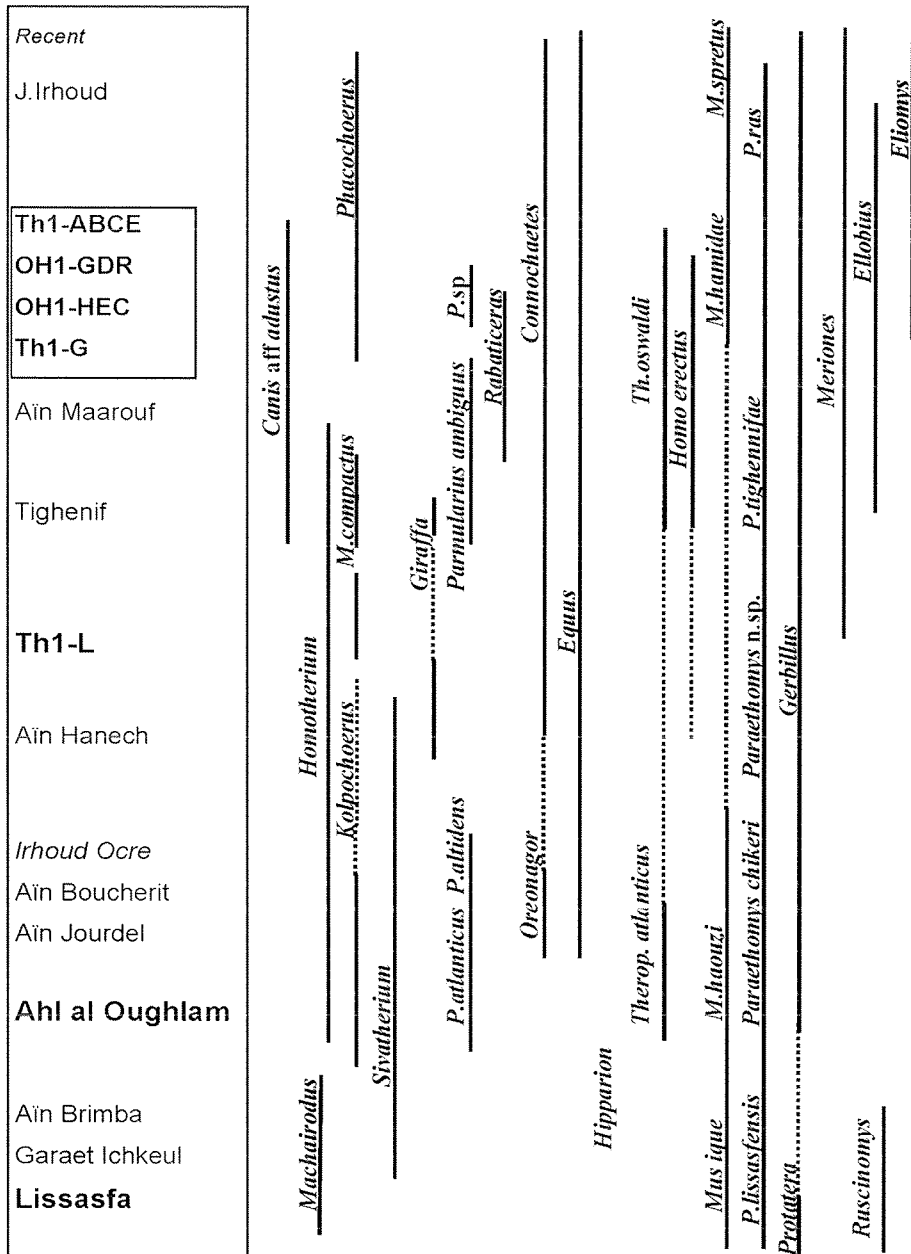 Recent
J.Irhoud
Th1-ABCE
OH1-GDR
OH1-HEC
Th1-G
Aïn Maarouf
Tighenif
Th1-L
Aïn Hanech
Irhoud Ocre
Aïn Boucherit
Aïn Jourdel
Ahl al Oughlam
Aïn Brimba
Garaet Ichkeul
Lissasfa
Canis aff adustus
Machairodus
Homotherium
Phacochoerus
M.compactus
Kolpochoerus
Sivatherium
Giraffa
P.sp
Parmularius ambiguus
P.atlanticus P.altidens
Rabaticeras
Connochaetes
Oreonagor
Equus
Hipparion
Th.oswaldi
Therop. atlanticus
Homo erectus
M.spretus
M.hamidae
M.haouzi
Mus ique
P.ras
P.tighennifae
Paraethomys n.sp.
Paraethomys chikeri
P.lissasfensis
Gerbillus
Protatera
Meriones
Ellobius
Ruscinomys
Eliomys